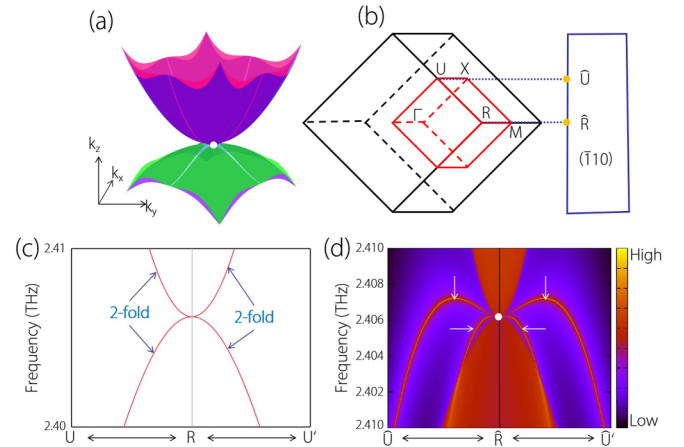 (a)
k_z
k_x
k_y
(b)
U
X
Γ
R
M
Û
R̂
(1̄10)
(c)
2.41
2-fold
2-fold
Frequency (THz)
2.40
U
R
U′
(d)
2.410
2.408
2.406
2.404
2.402
2.410
Frequency (THz)
Û
R̂
Û′
High
Low